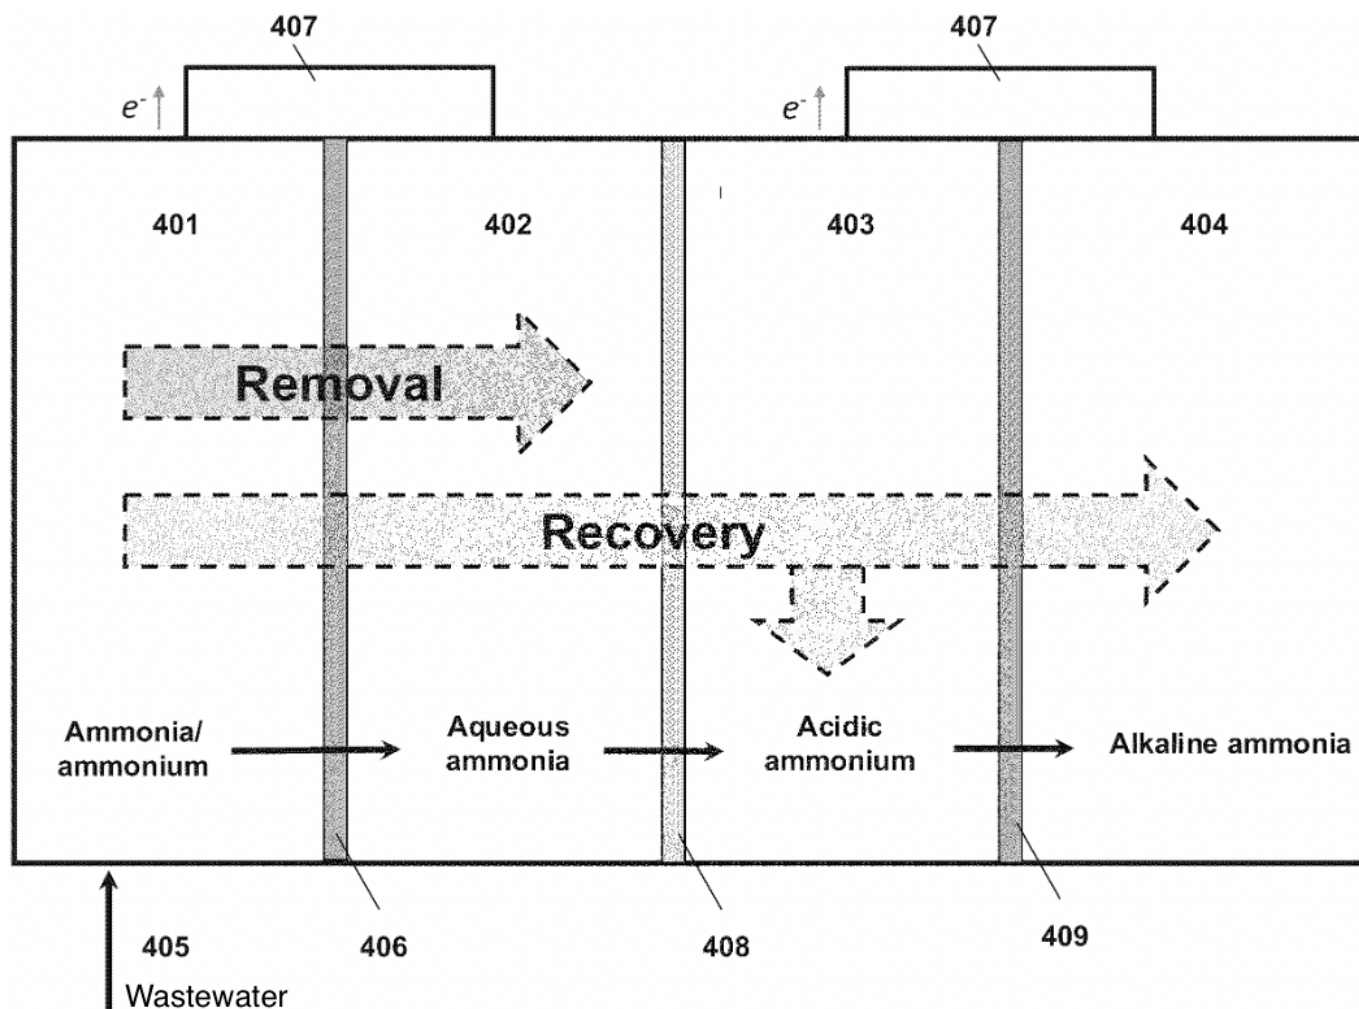 407
407
e-
e-
401
402
403
404
Removal
Recovery
Ammonia/
ammonium
Aqueous
ammonia
Acidic
ammonium
Alkaline ammonia
405
406
408
409
Wastewater